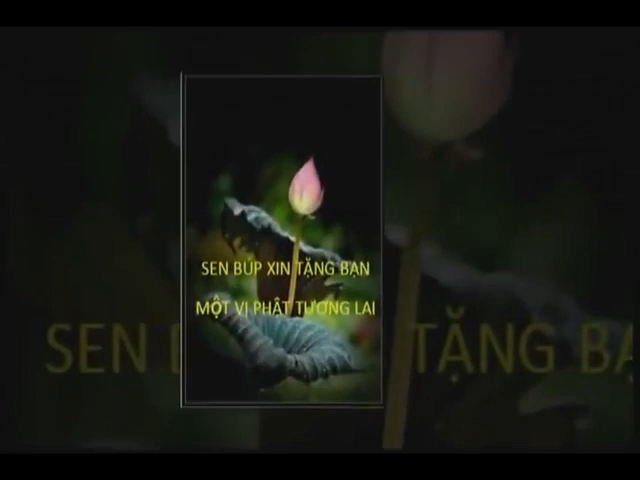 SEN BÚP XIN TẶNG BẠN
MỘT VỊ PHẬT TƯƠNG LAI